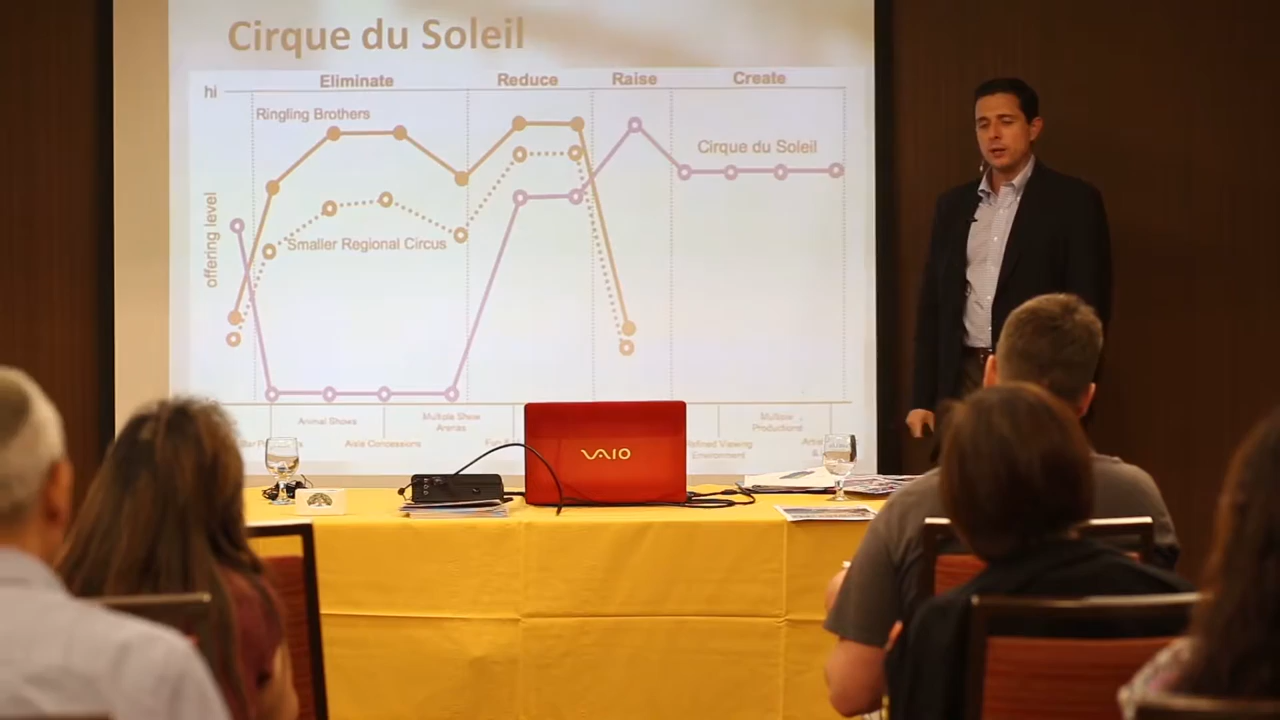 Cirque du Soleil
Eliminate Reduce Raise Create
hi
Ringling Brothers
Cirque du Soleil
offering level
Smaller Regional Circus
Animal Shows
Multiple Show
Arenas
Multiple
Productions
Aisle Concessions
Refined Viewing
Environment
VAIO